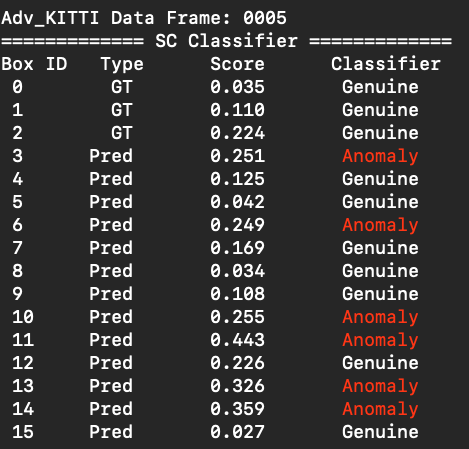 Adv_KITTI Data Frame: 0005
============= SC Classifier =============
Box ID Type Score Classifier
0 GT 0.035 Genuine
1 GT 0.110 Genuine
2 GT 0.224 Genuine
3 Pred 0.251 Anomaly
4 Pred 0.125 Genuine
5 Pred 0.042 Genuine
6 Pred 0.249 Anomaly
7 Pred 0.169 Genuine
8 Pred 0.034 Genuine
9 Pred 0.108 Genuine
10 Pred 0.255 Anomaly
11 Pred 0.443 Anomaly
12 Pred 0.226 Genuine
13 Pred 0.326 Anomaly
14 Pred 0.359 Anomaly
15 Pred 0.027 Genuine